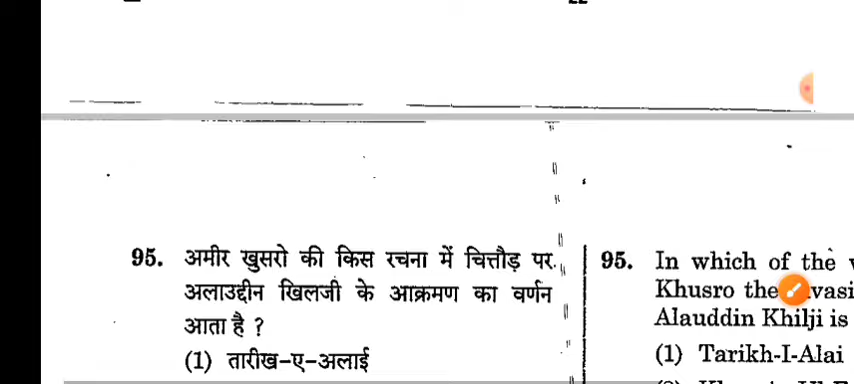 95. अमीर खुसरो की किस रचना में चित्तौड़ पर
अलाउद्दीन खिलजी के आक्रमण का वर्णन
आता है ?
(1) तारीख-ए-अलाई
95. In which of the
Khusro the
Alauddin Khilji is
(1) Tarikh-I-Alai